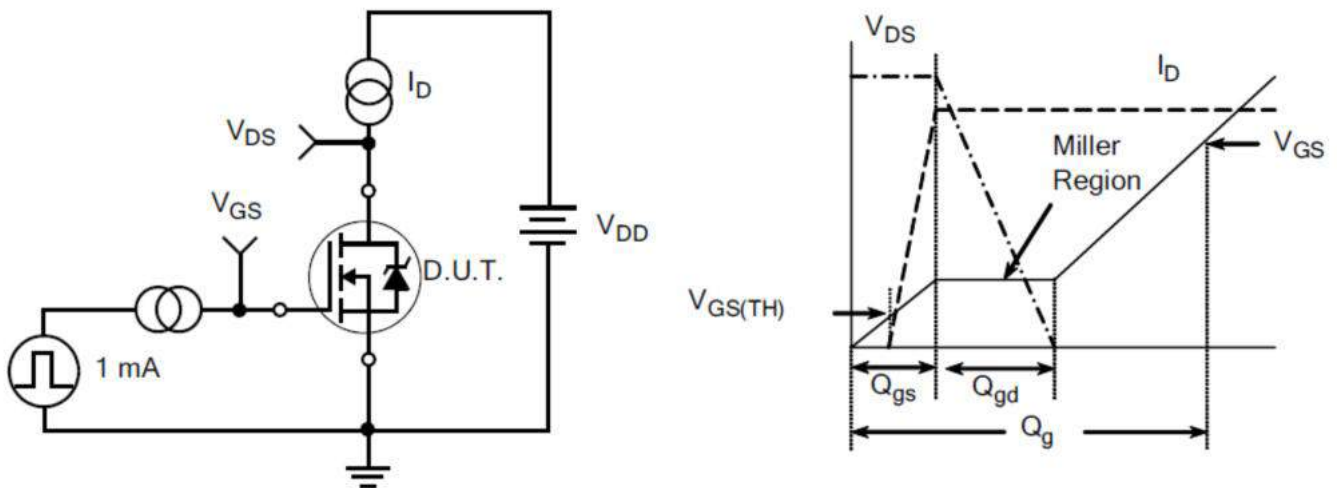 I_D
V_DS
V_GS
V_DD
D.U.T.
1 mA
V_DS
I_D
Miller
Region
V_GS
V_GS(TH)
Q_gs
Q_gd
Q_g